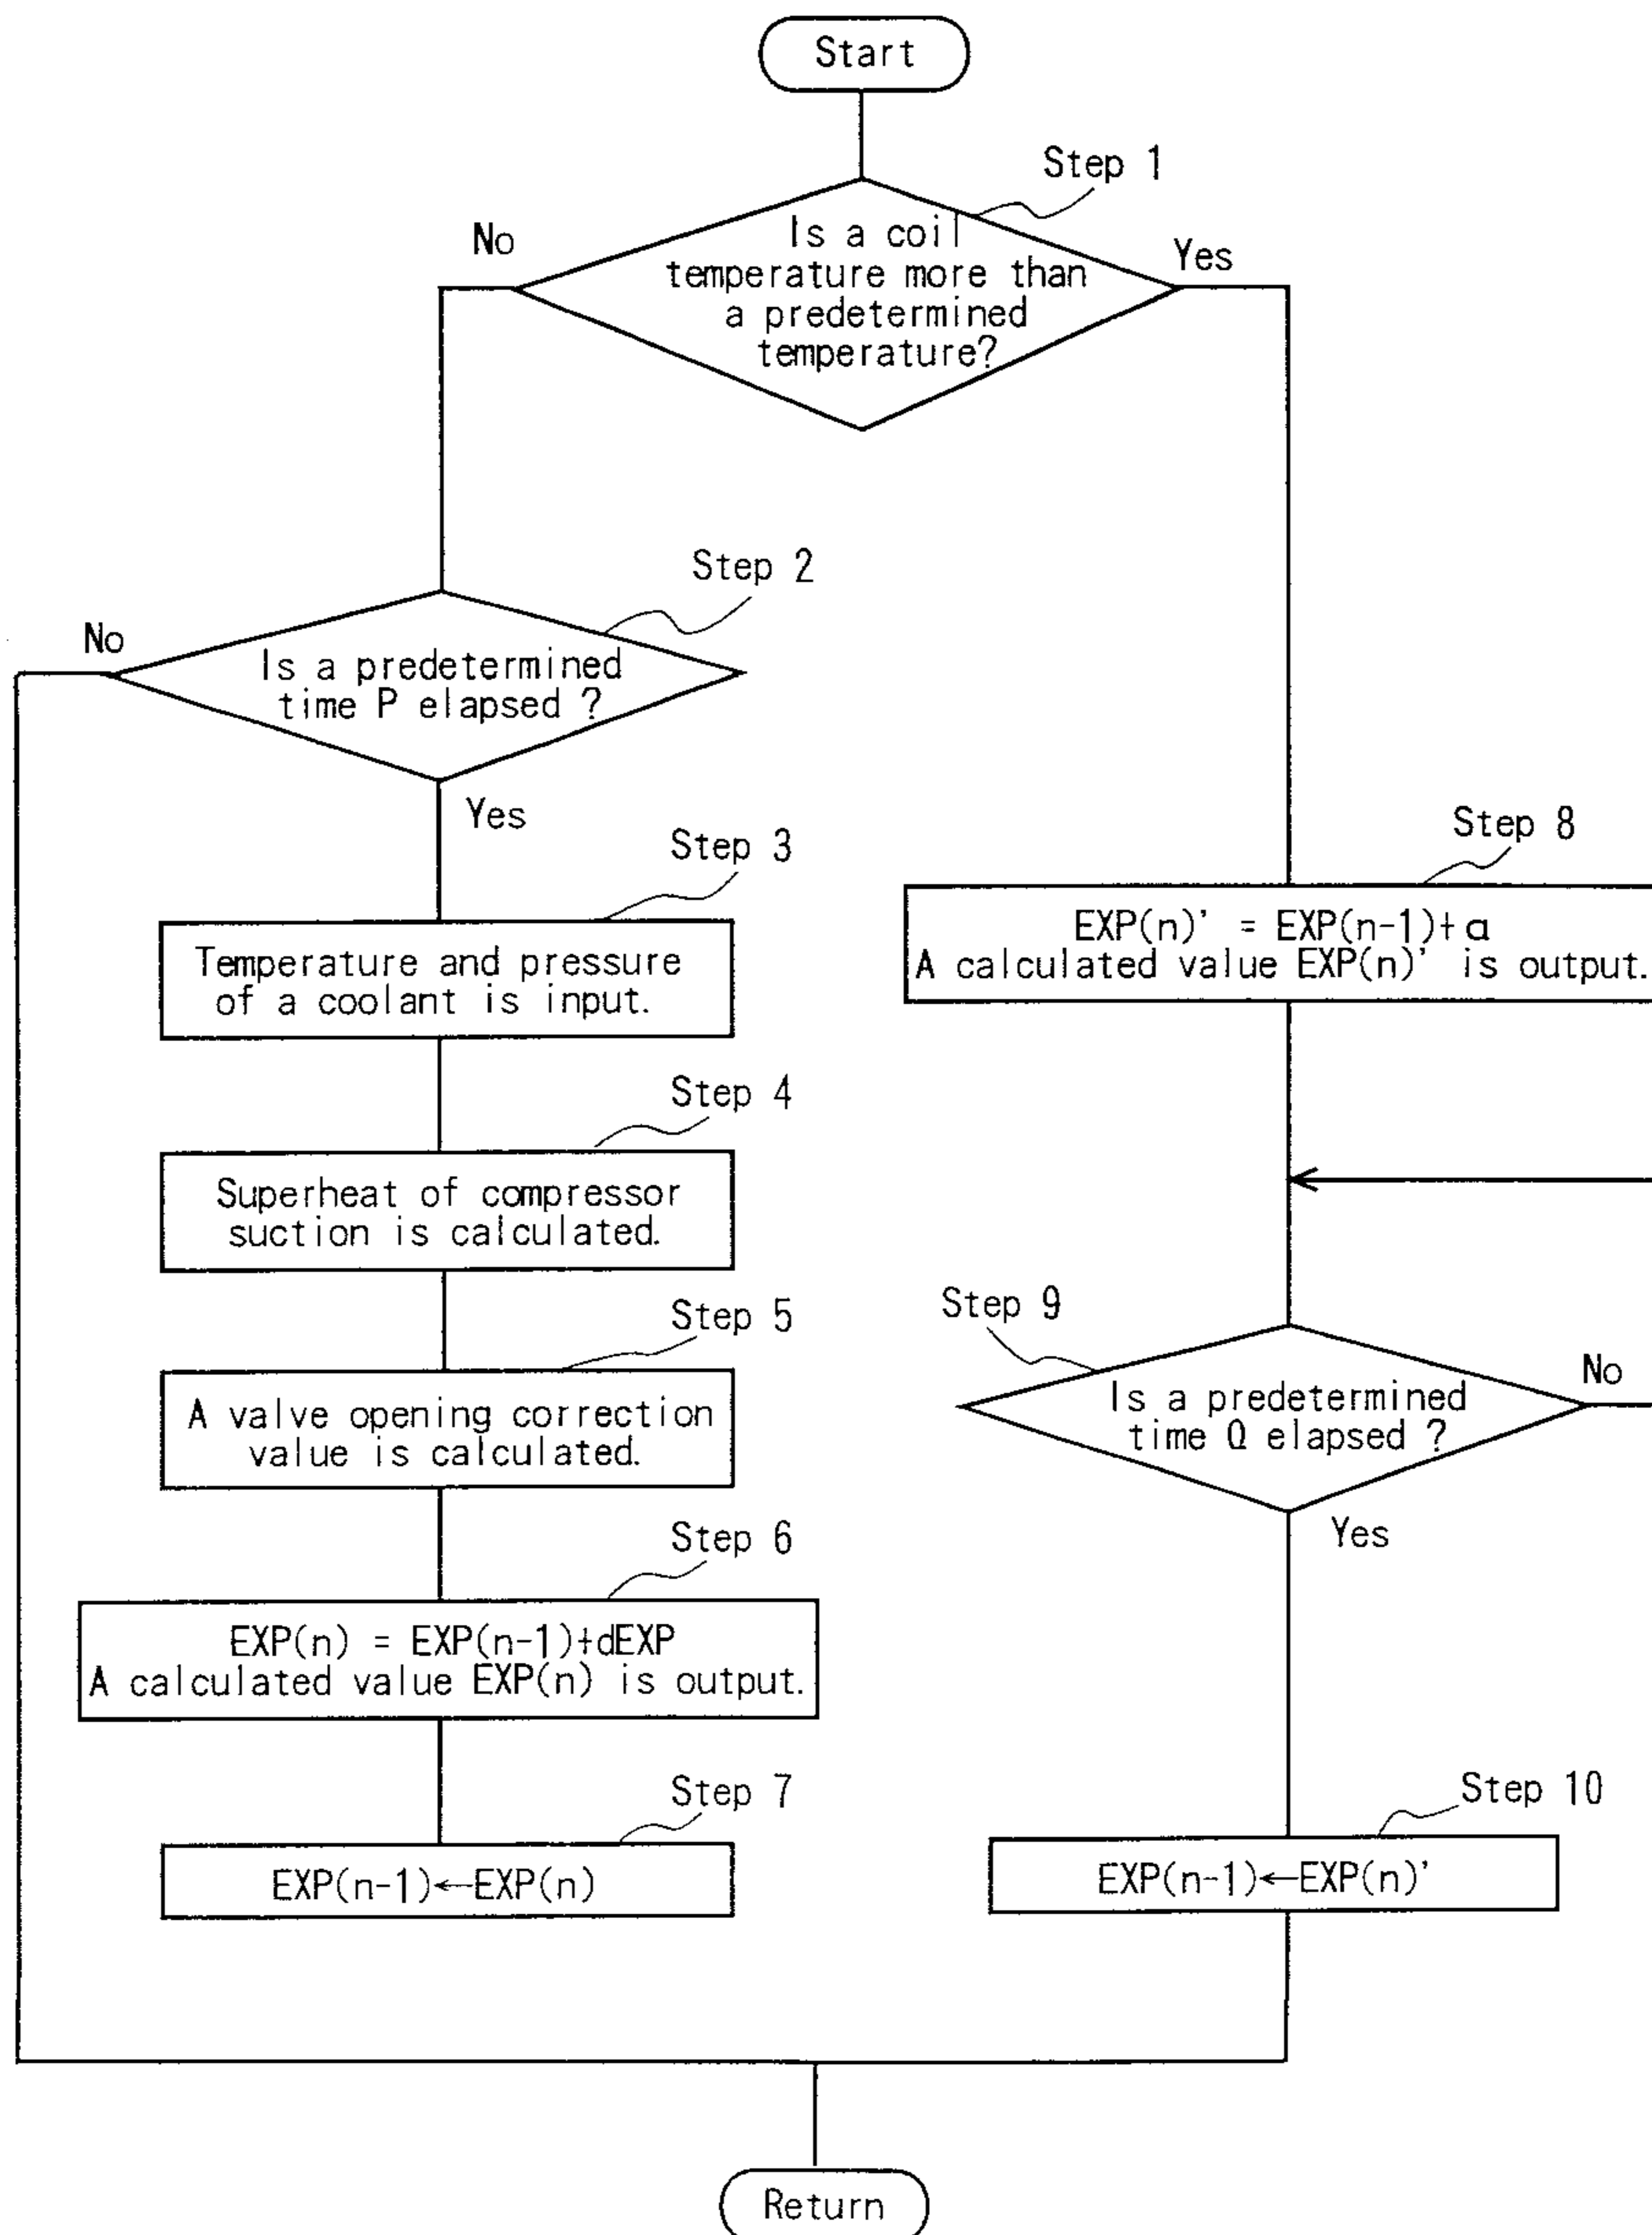 Start
Step 1
Is a coil
temperature more than
a predetermined
temperature?
No
Yes
Step 2
No
Is a predetermined
time P elapsed ?
Yes
Step 3
Temperature and pressure
of a coolant is input.
Step 4
Superheat of compressor
suction is calculated.
Step 5
A valve opening correction
value is calculated.
Step 6
EXP(n) = EXP(n-1)+dEXP
A calculated value EXP(n) is output.
Step 7
EXP(n-1)←EXP(n)
Step 8
EXP(n)' = EXP(n-1)+α
A calculated value EXP(n)' is output.
Step 9
Is a predetermined
time Q elapsed ?
No
Yes
Step 10
EXP(n-1)←EXP(n)'
Return